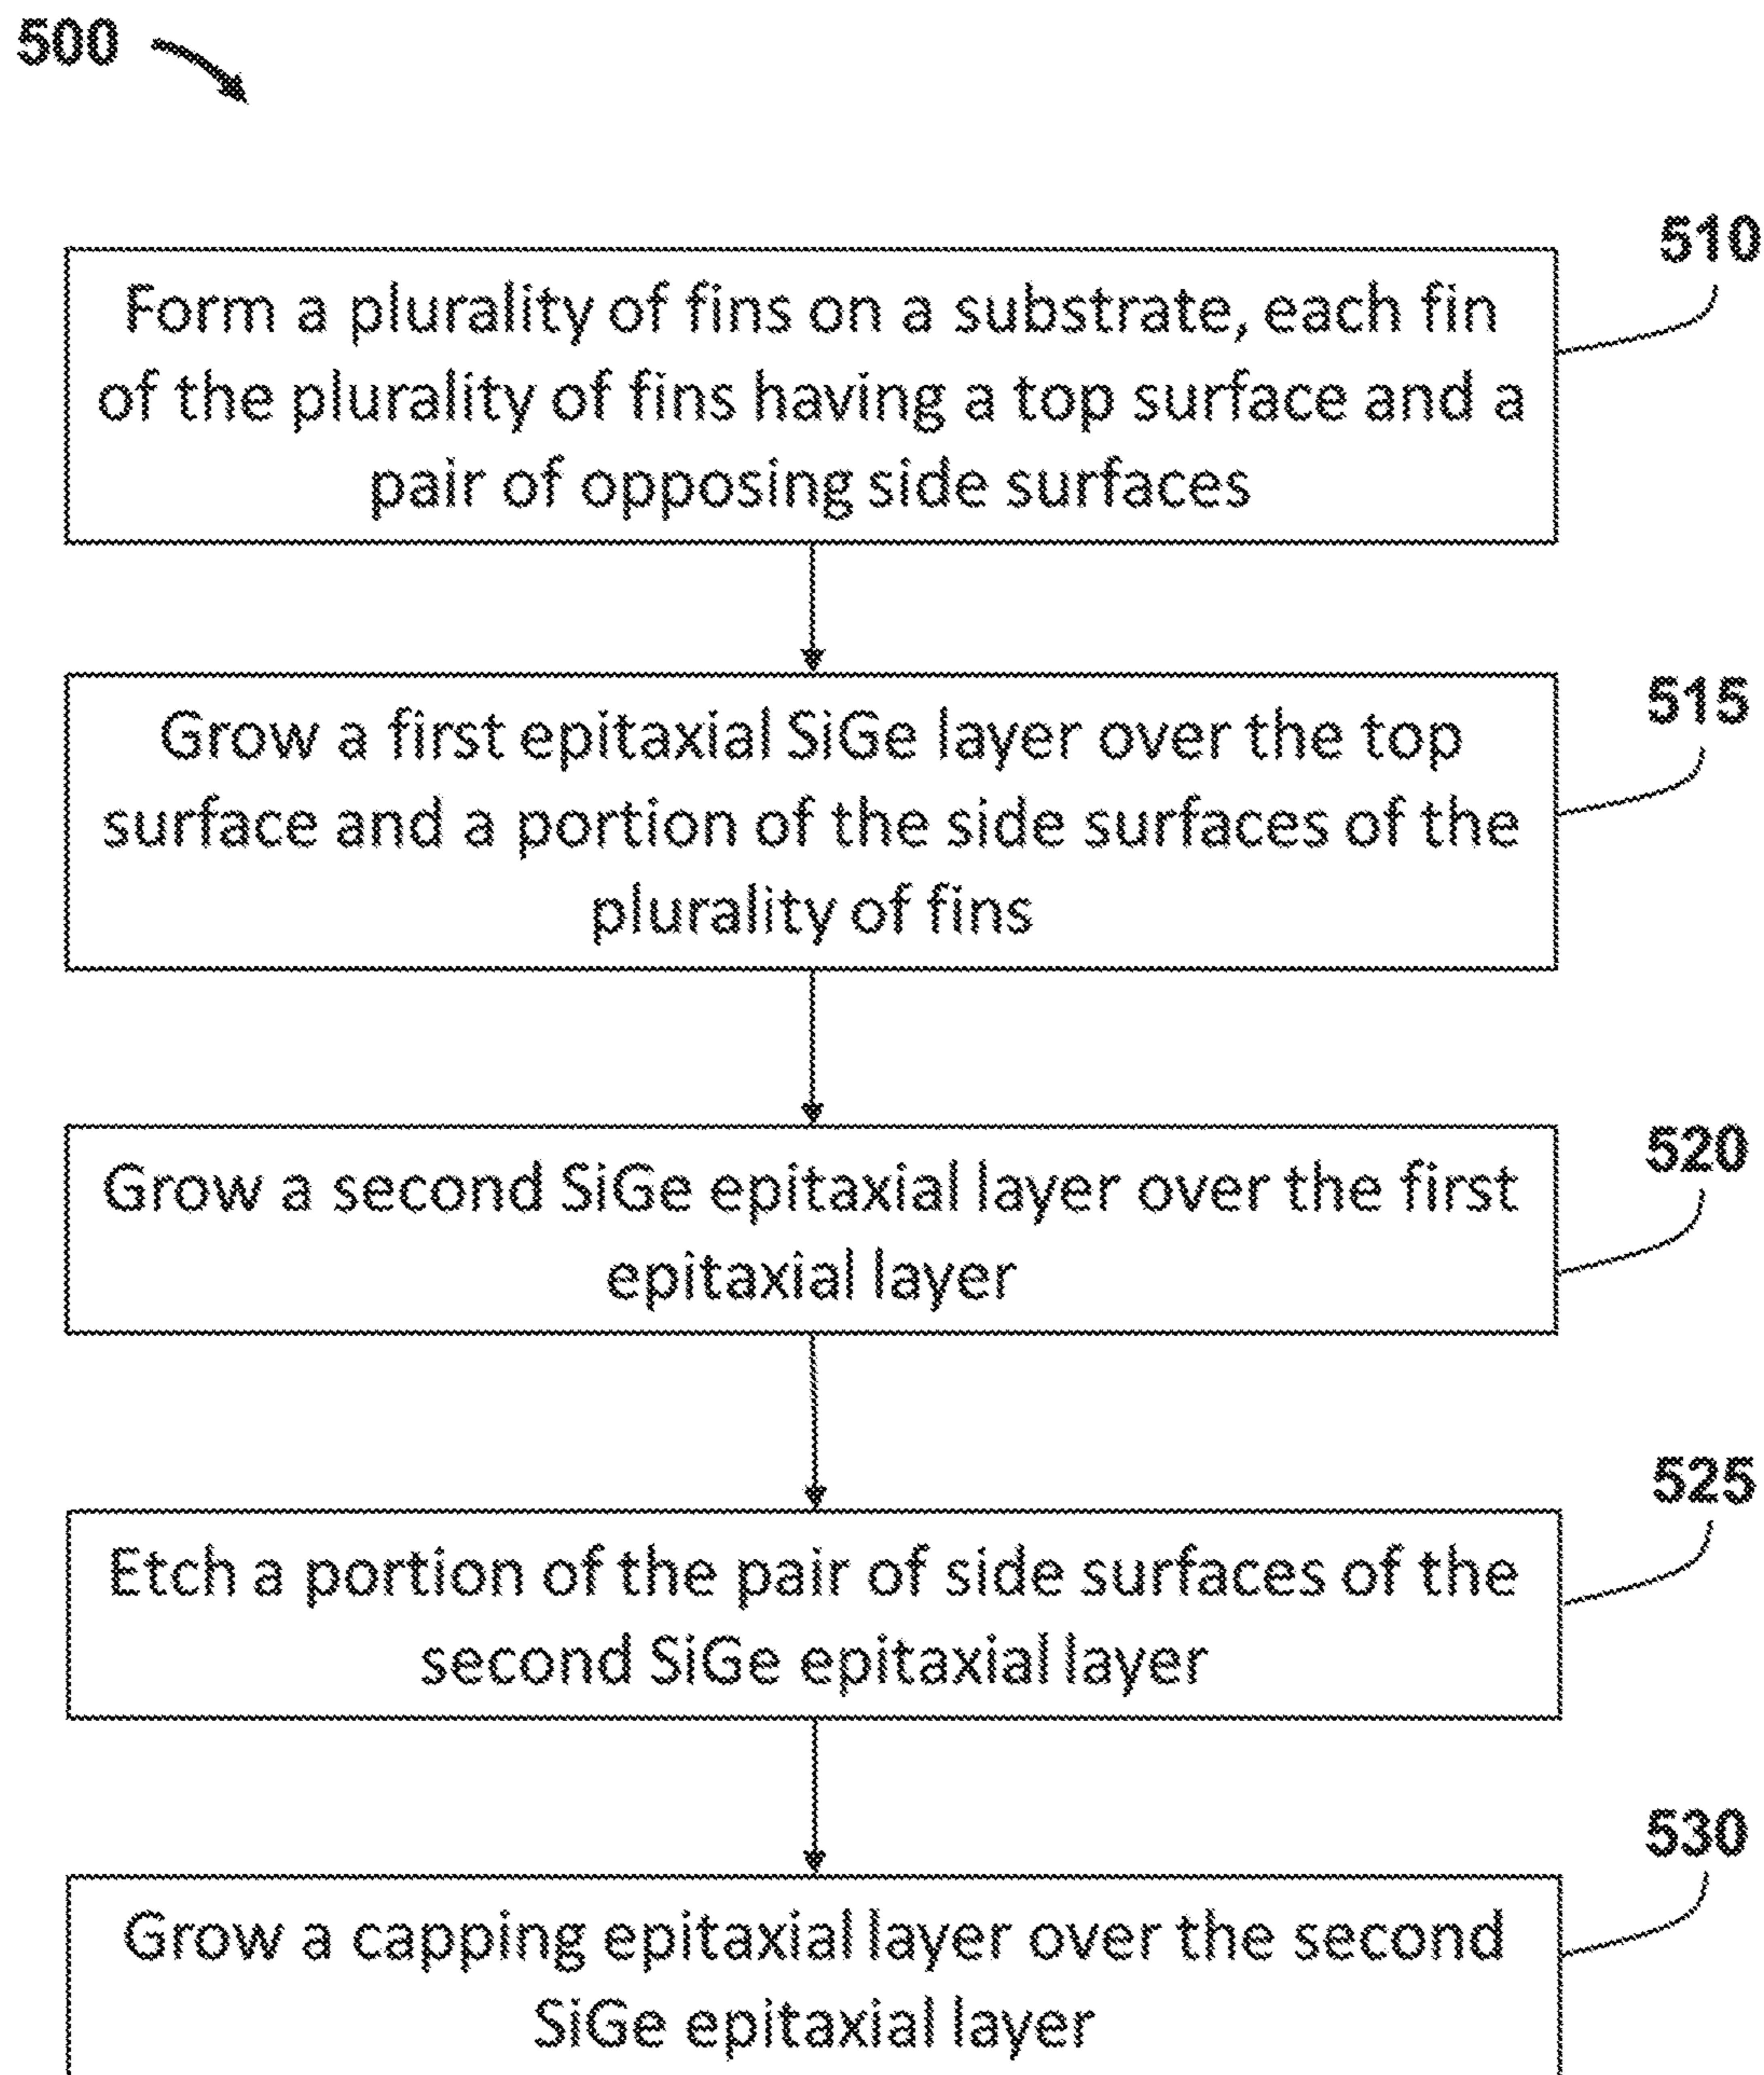 500
510
Form a plurality of fins on a substrate, each fin
of the plurality of fins having a top surface and a
pair of opposing side surfaces
515
Grow a first epitaxial SiGe layer over the top
surface and a portion of the side surfaces of the
plurality of fins
520
Grow a second SiGe epitaxial layer over the first
epitaxial layer
525
Etch a portion of the pair of side surfaces of the
second SiGe epitaxial layer
530
Grow a capping epitaxial layer over the second
SiGe epitaxial layer